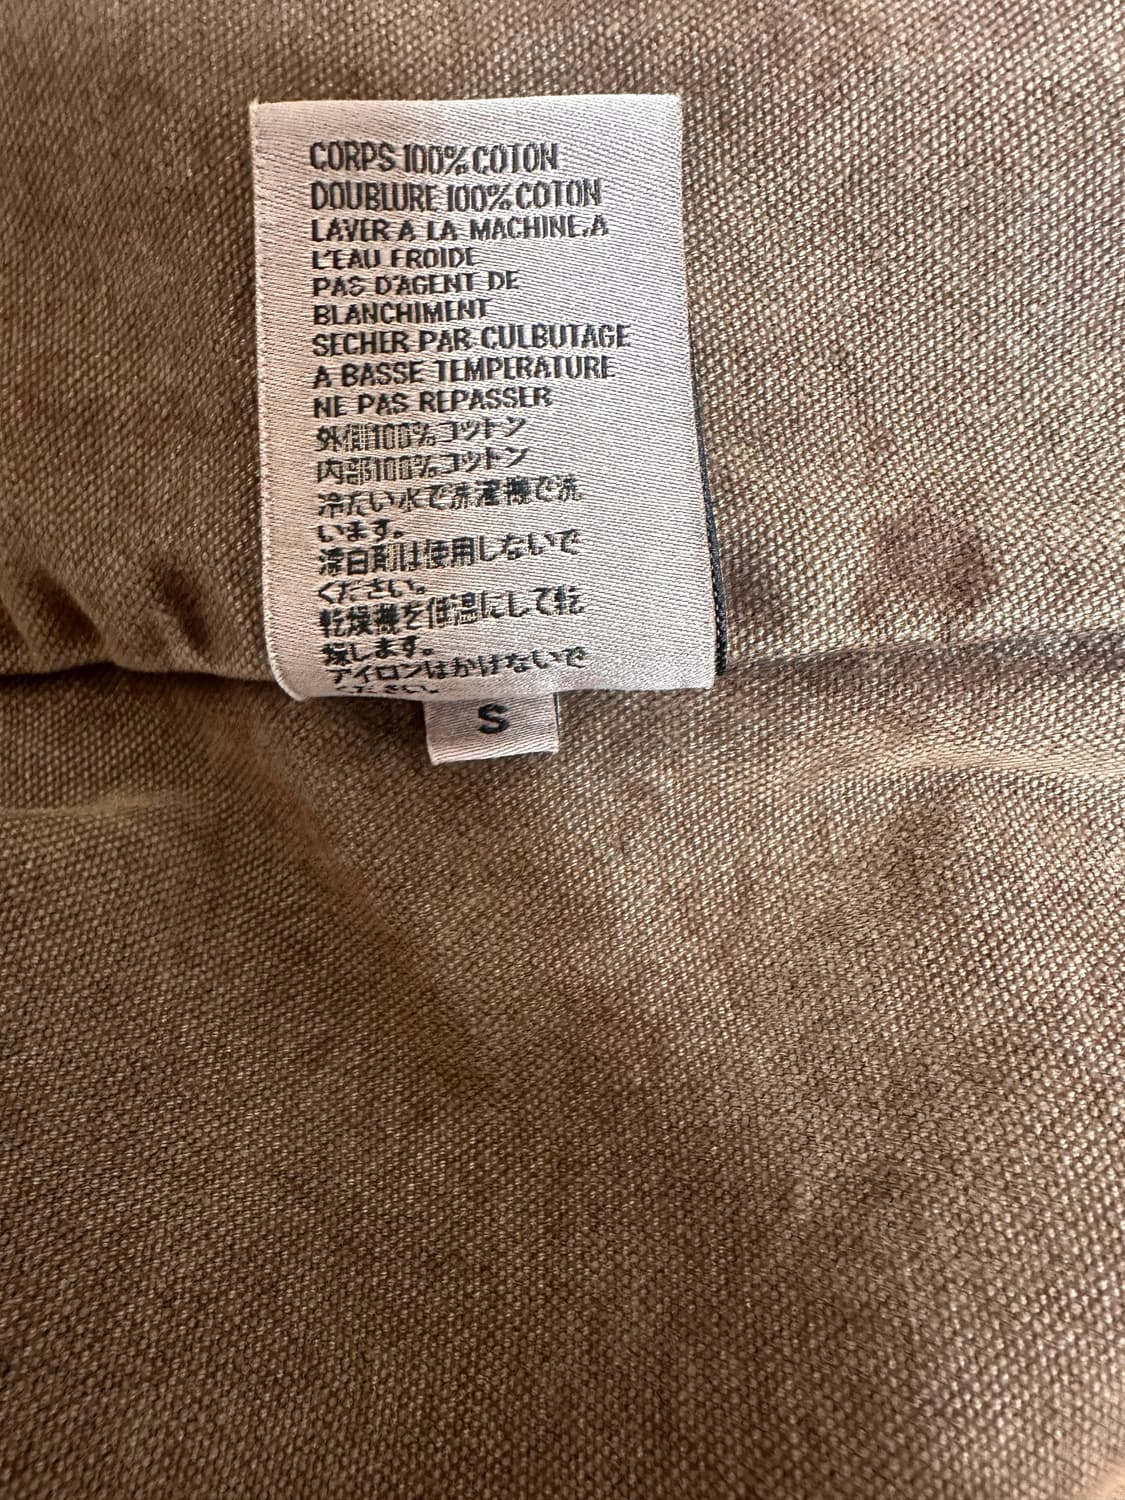 CORPS 100% COTON
DOUBLURE 100% COTON
LAVER A LA MACHINE, A
L'EAU FROIDE
PAS D'AGENT DE
BLANCHIMENT
SECHER PAR CULBUTAGE
A BASSE TEMPERATURE
NE PAS REPASSER
外側100%コットン
内部100%コットン
冷たい水で洗濯機で洗
います。
漂白剤は使用しないで
ください。
乾燥機を低温にして乾
燥します。
アイロンはかけないで
ください。
S